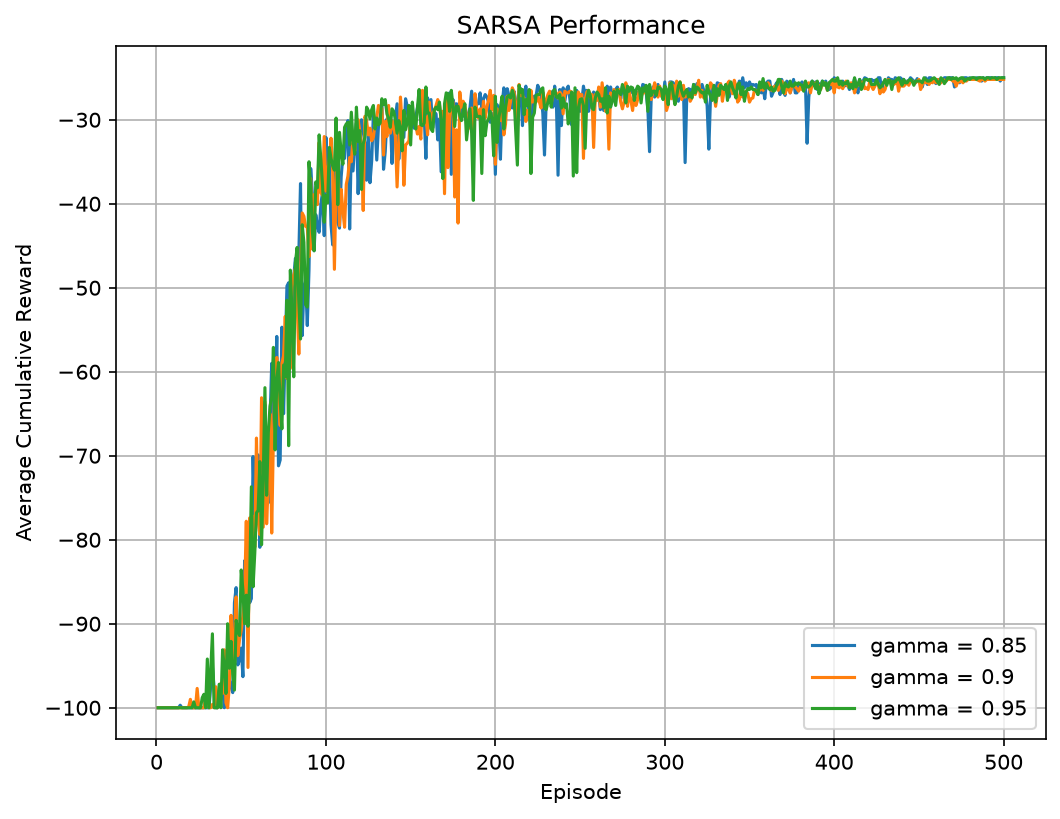 SARSA Performance
Average Cumulative Reward
−30
−40
−50
−60
−70
−80
−90
−100
0
100
200
300
400
500
Episode
gamma = 0.85
gamma = 0.9
gamma = 0.95